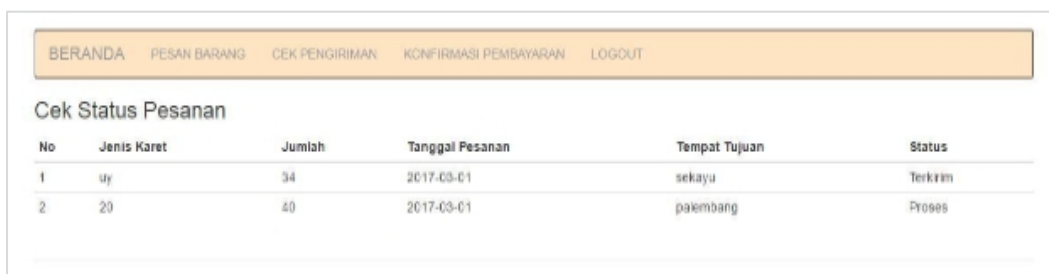 BERANDA PESAN BARANG CEK PENGIRIMAN KONFIRMASI PEMBAYARAN LOGOUT
Cek Status Pesanan
No Jenis Karet Jumlah Tanggal Pesanan Tempat Tujuan Status
1 uy 34 2017-03-01 sekayu Terkirim
2 20 40 2017-03-01 palembang Proses